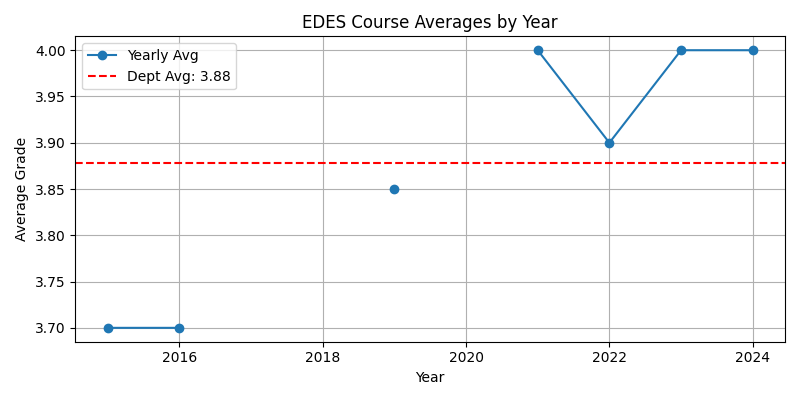 EDES Course Averages by Year
Yearly Avg
Dept Avg: 3.88
Average Grade
4.00
3.95
3.90
3.85
3.80
3.75
3.70
2016 2018 2020 2022 2024
Year